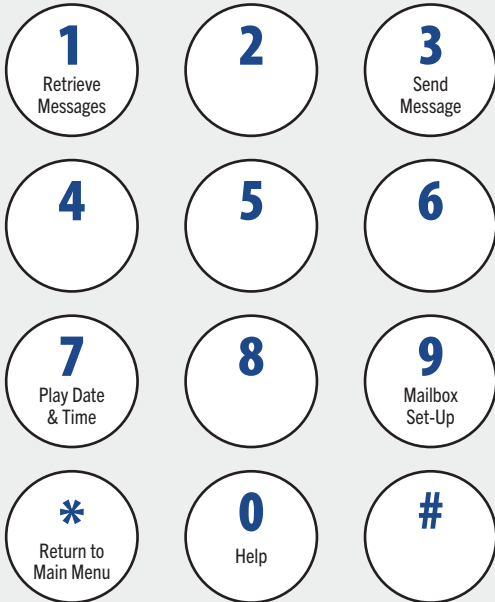 1
Retrieve
Messages
2
3
Send
Message
4
5
6
7
Play Date
& Time
8
9
Mailbox
Set-Up
*
Return to
Main Menu
0
Help
#